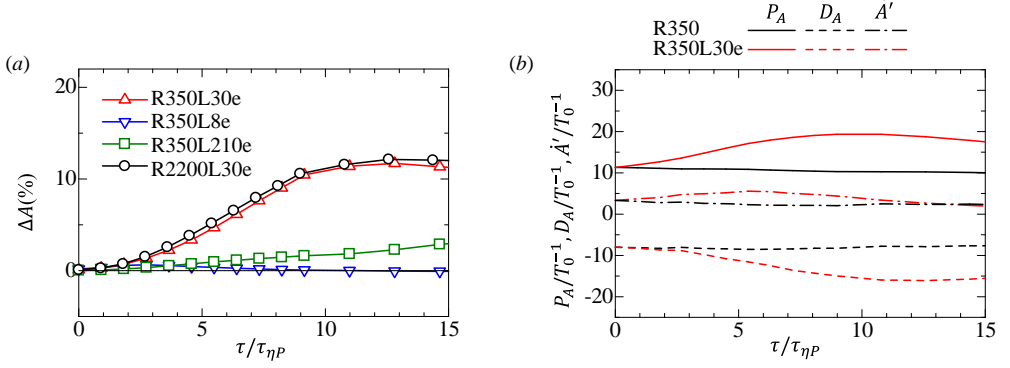 P_A D_A A′
R350
R350L30e
(a)
ΔA(%)
20
10
0
R350L30e
R350L8e
R350L210e
R2200L30e
0 5 10 15
τ/τ_ηP
(b)
P_A/T_0^{-1}, D_A/T_0^{-1}, Ȧ′/T_0^{-1}
30
20
10
0
-10
-20
0 5 10 15
τ/τ_ηP